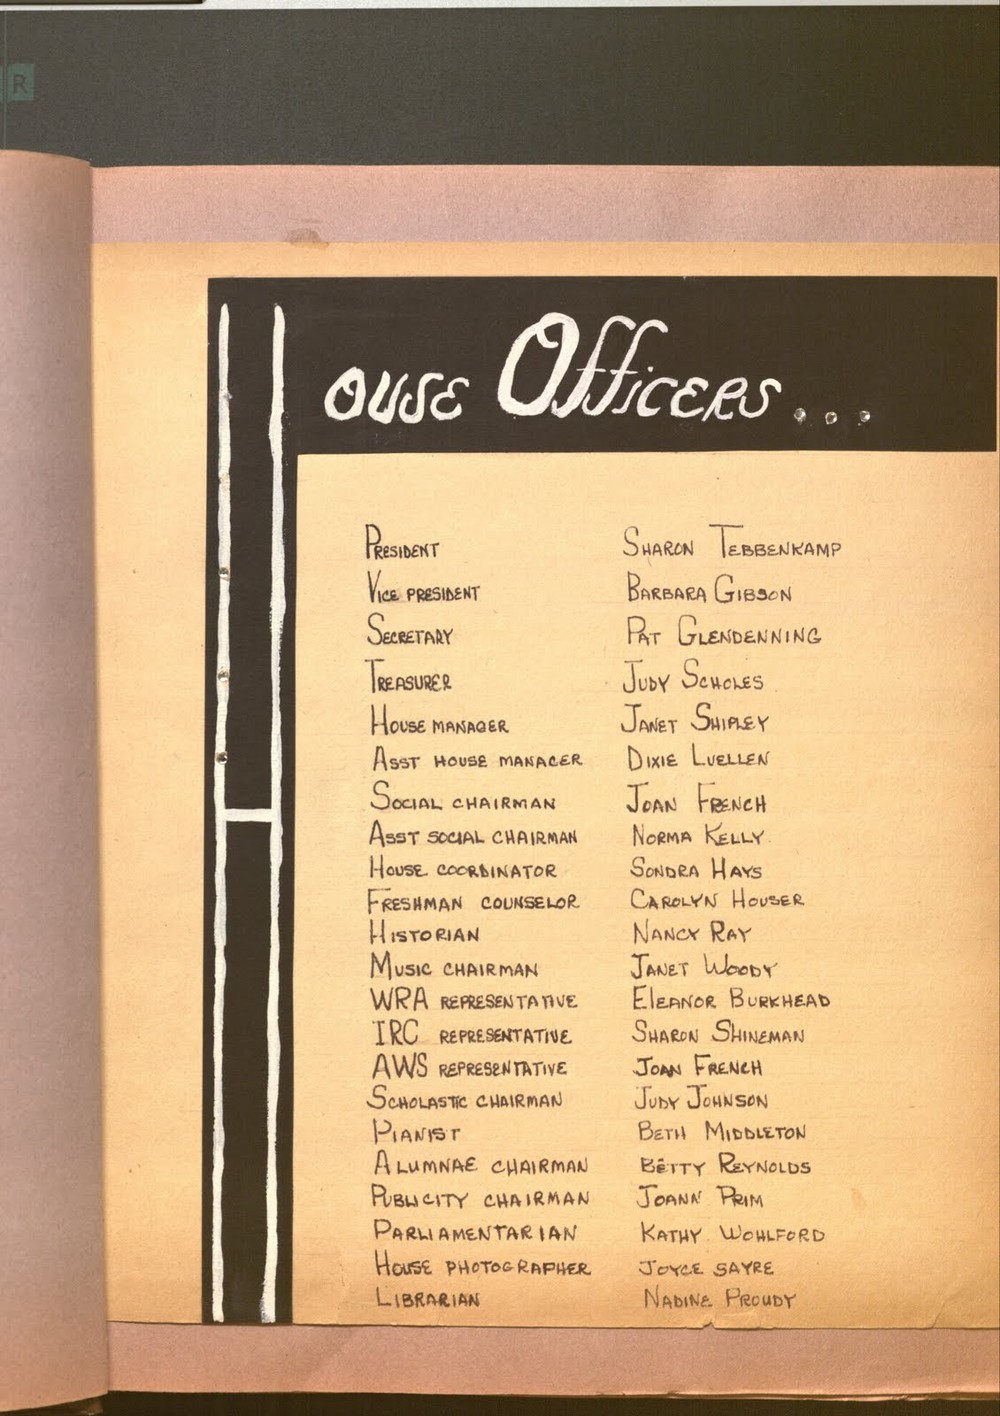 R
House Officers...
President Sharon Tebbenkamp
Vice president Barbara Gibson
Secretary Pat Glendenning
Treasurer Judy Scholes
House manager Janet Shipley
Asst house manager Dixie Luellen
Social chairman Joan French
Asst social chairman Norma Kelly
House coordinator Sondra Hays
Freshman counselor Carolyn Houser
Historian Nancy Ray
Music chairman Janet Woody
WRA representative Eleanor Burkhead
IRC representative Sharon Shineman
AWS representative Joan French
Scholastic chairman Judy Johnson
Pianist Beth Middleton
Alumnae chairman Betty Reynolds
Publicity chairman Joann Prim
Parliamentarian Kathy Wohlford
House photographer Joyce Sayre
Librarian Nadine Proudy